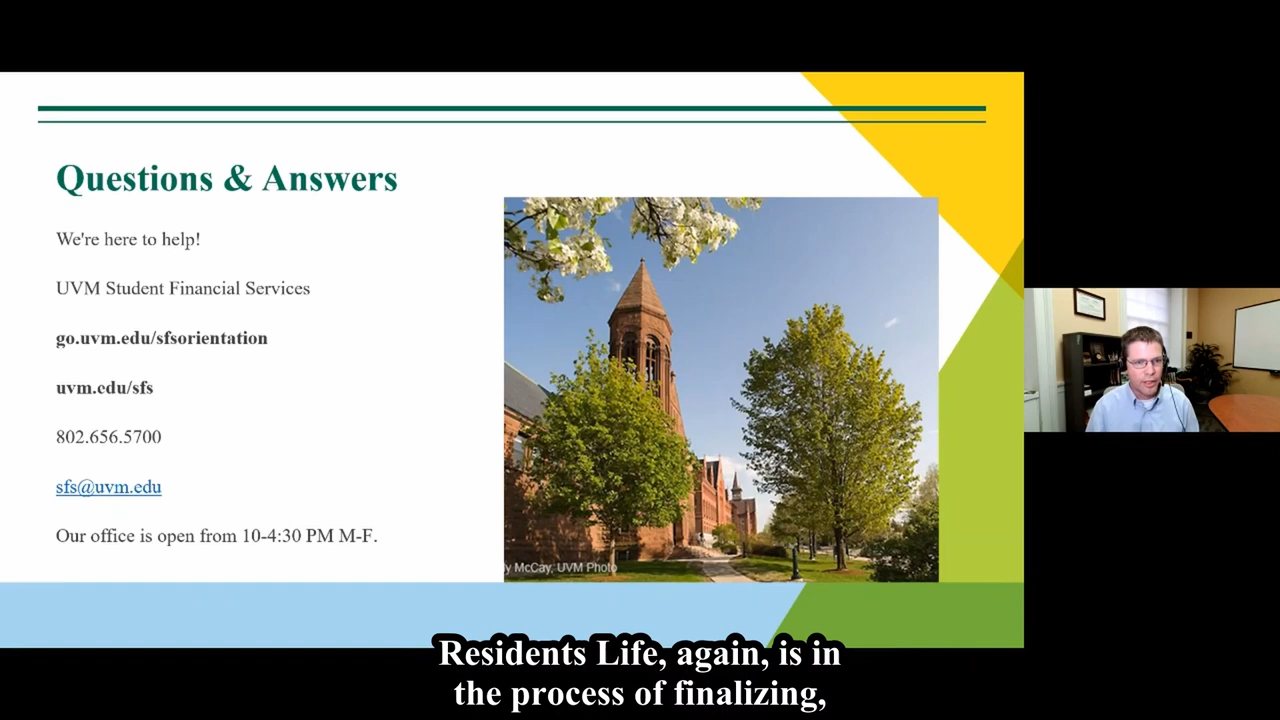 Questions & Answers
We're here to help!
UVM Student Financial Services
go.uvm.edu/sfsorientation
uvm.edu/sfs
802.656.5700
sfs@uvm.edu
Our office is open from 10-4:30 PM M-F.
McCay, UVM Photo
Residents Life, again, is in
the process of finalizing,